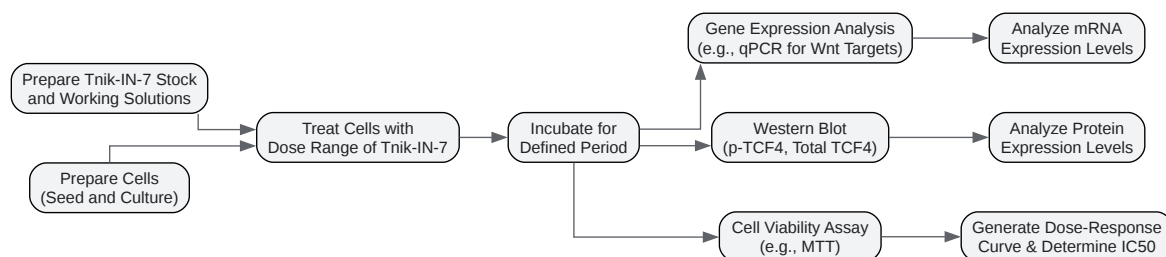 Prepare Tnik-IN-7 Stock
and Working Solutions
Prepare Cells
(Seed and Culture)
Treat Cells with
Dose Range of Tnik-IN-7
Incubate for
Defined Period
Gene Expression Analysis
(e.g., qPCR for Wnt Targets)
Analyze mRNA
Expression Levels
Western Blot
(p-TCF4, Total TCF4)
Analyze Protein
Expression Levels
Cell Viability Assay
(e.g., MTT)
Generate Dose-Response
Curve & Determine IC50